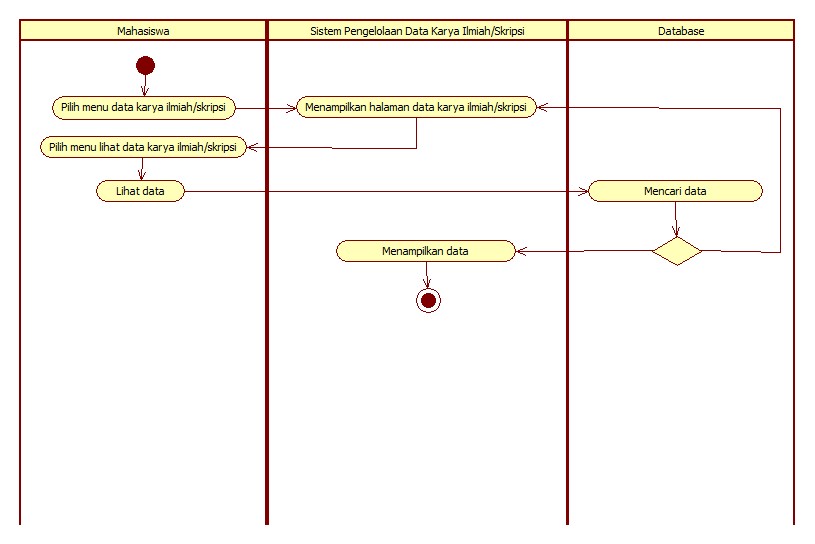 Mahasiswa
Sistem Pengelolaan Data Karya Ilmiah/Skripsi
Database
Pilih menu data karya ilmiah/skripsi
Menampilkan halaman data karya ilmiah/skripsi
Pilih menu lihat data karya ilmiah/skripsi
Lihat data
Mencari data
Menampilkan data